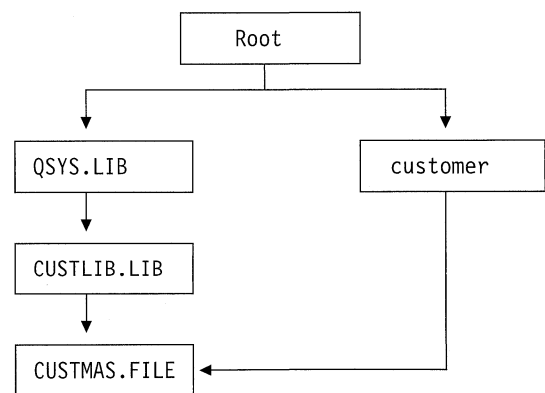 Root
QSYS.LIB
customer
CUSTLIB.LIB
CUSTMAS.FILE